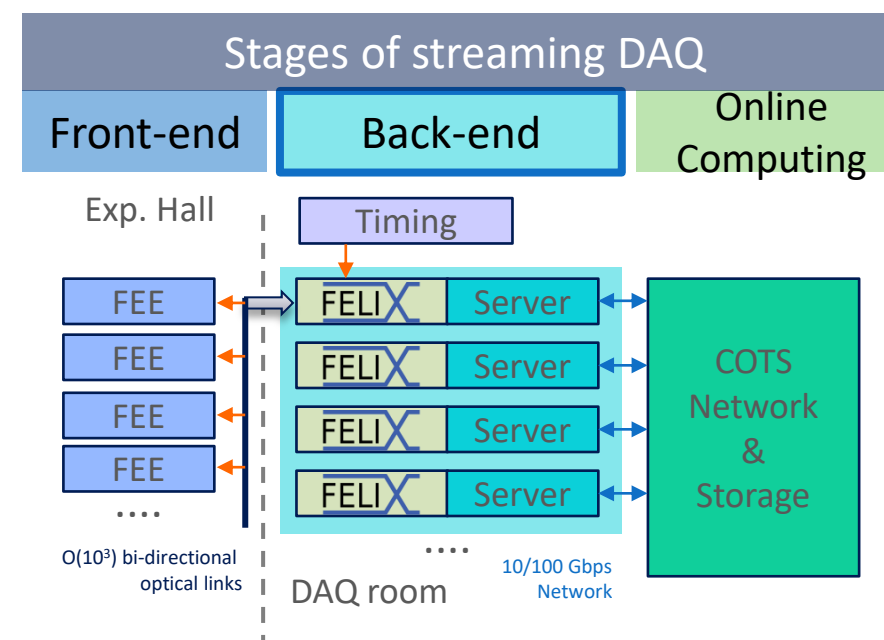 Stages of streaming DAQ
Front-end
Back-end
Online
Computing
Exp. Hall
Timing
FEE
FELIX
Server
FEE
FELIX
Server
FEE
FELIX
Server
FEE
FELIX
Server
COTS
Network
&
Storage
....
....
O(10³) bi-directional
optical links
DAQ room
10/100 Gbps
Network